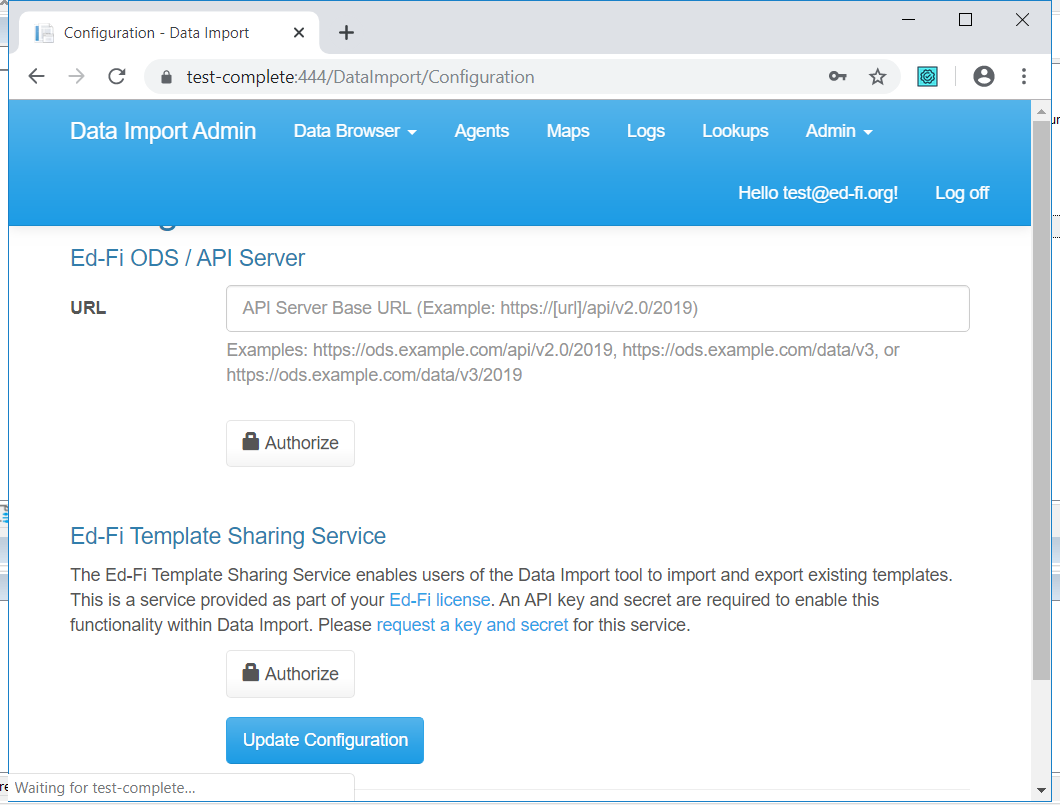 Configuration - Data Import
test-complete:444/DataImport/Configuration
Data Import Admin Data Browser Agents Maps Logs Lookups Admin
Hello test@ed-fi.org! Log off
Ed-Fi ODS / API Server
URL
API Server Base URL (Example: https://[url]/api/v2.0/2019)
Examples: https://ods.example.com/api/v2.0/2019, https://ods.example.com/data/v3, or
https://ods.example.com/data/v3/2019
Authorize
Ed-Fi Template Sharing Service
The Ed-Fi Template Sharing Service enables users of the Data Import tool to import and export existing templates.
This is a service provided as part of your Ed-Fi license. An API key and secret are required to enable this
functionality within Data Import. Please request a key and secret for this service.
Authorize
Update Configuration
Waiting for test-complete...